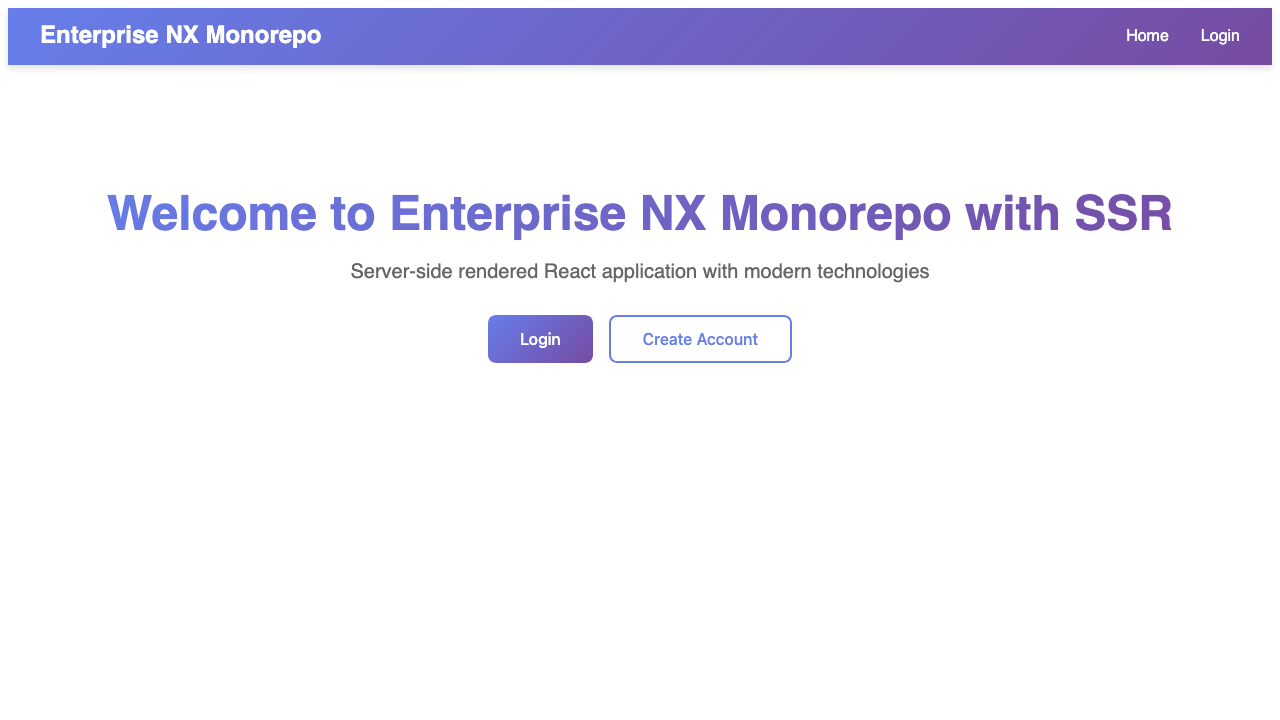 Enterprise NX Monorepo
Home
Login
Welcome to Enterprise NX Monorepo with SSR
Server-side rendered React application with modern technologies
Login
Create Account